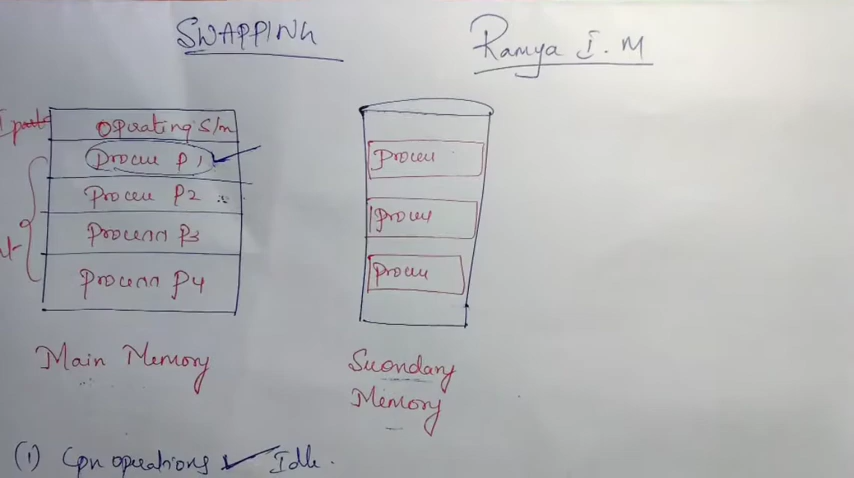 SWAPPING
Ramya I. M
I part
Operating S/m
Process P1
Process P2
Process P3
Process P4
Process
Process
Process
Main Memory
Secondary
Memory
(1) Cpu operations ✓ Idle.